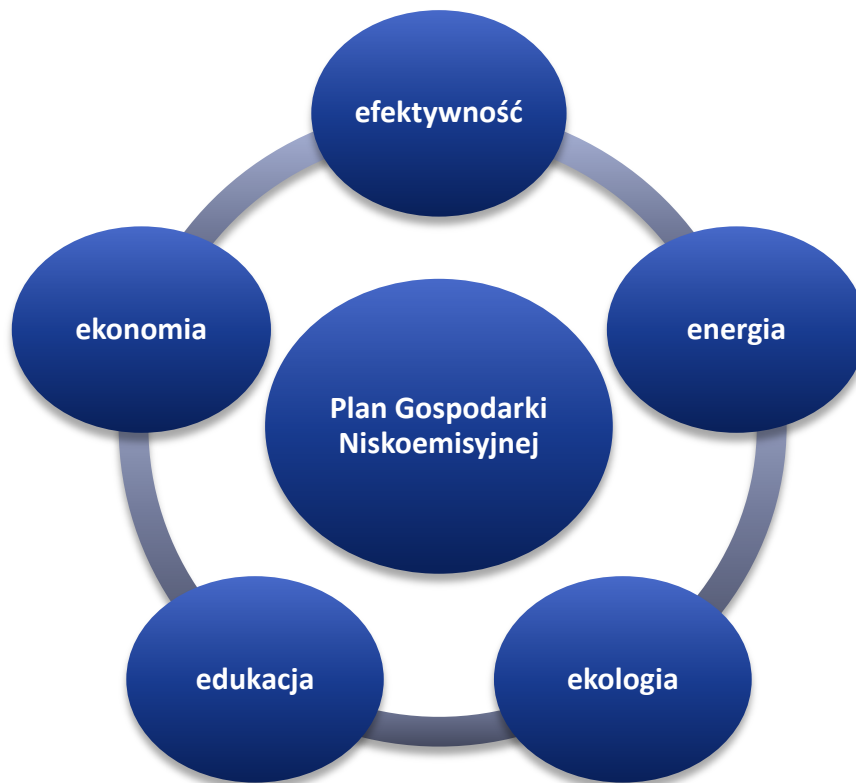 efektywność
ekonomia
energia
Plan Gospodarki
Niskoemisyjnej
edukacja
ekologia